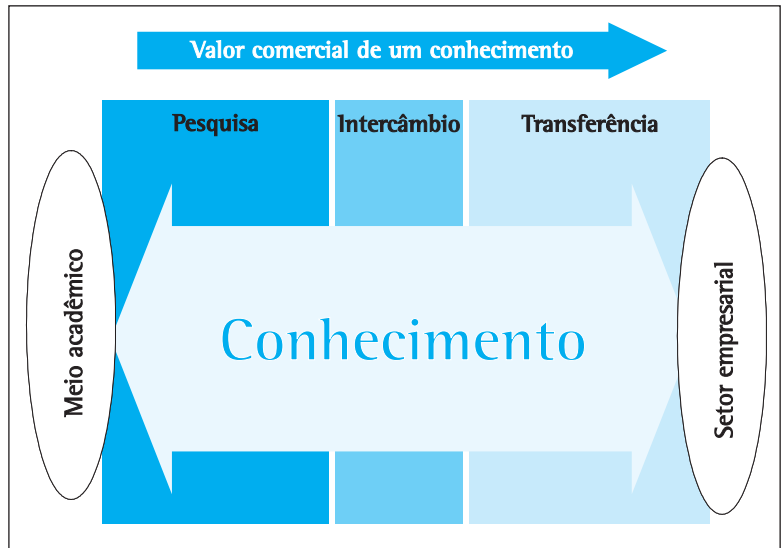 Valor comercial de um conhecimento
Pesquisa
Intercâmbio
Transferência
Meio acadêmico
Conhecimento
Setor empresarial